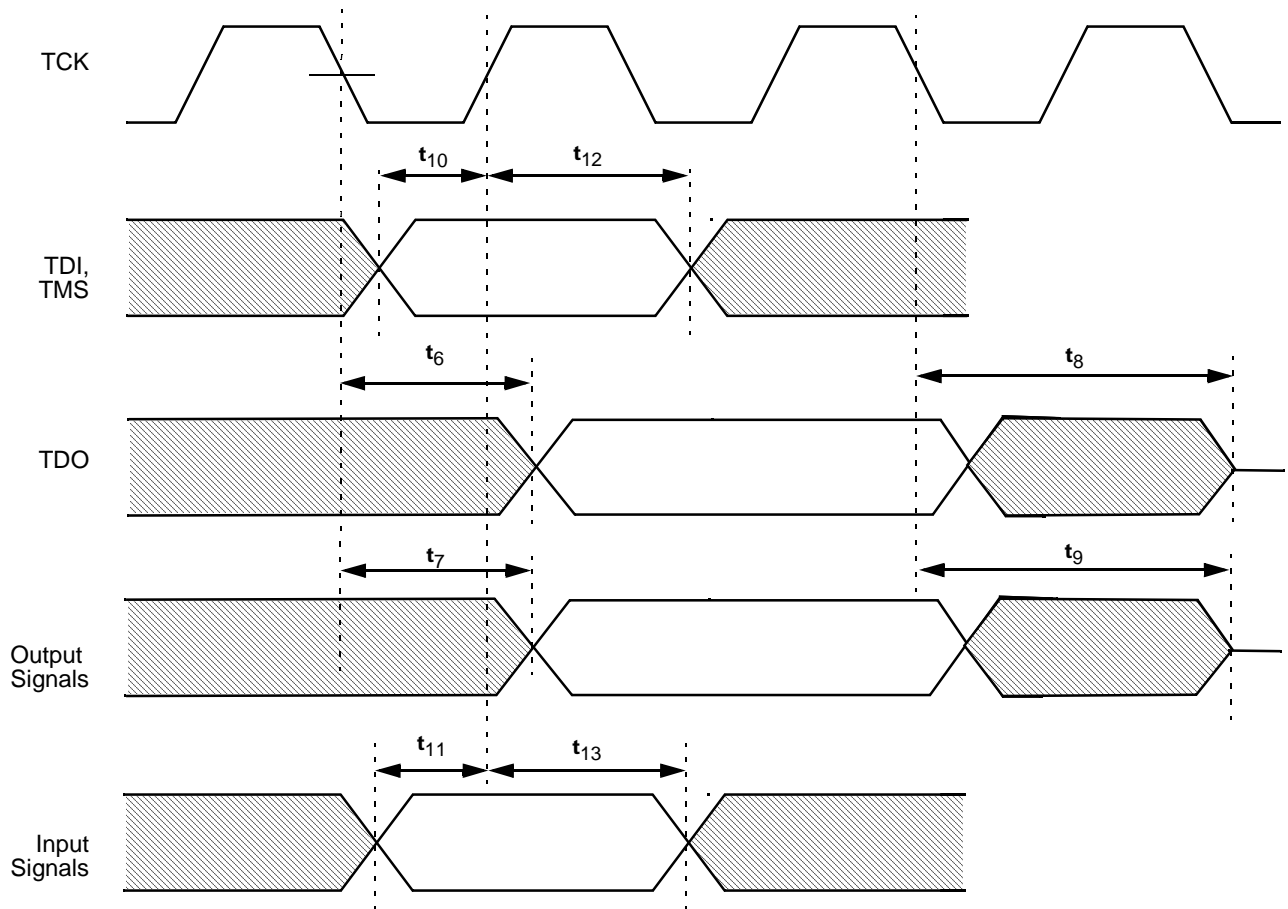 TCK
t10
t12
TDI,
TMS
t6
t8
TDO
t7
t9
Output
Signals
t11
t13
Input
Signals